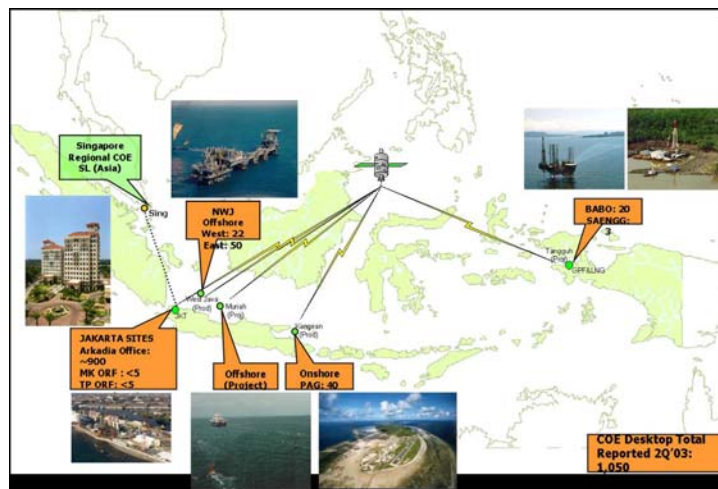 Singapore
Regional COE
SL (Asia)
Sing
NWJ
Offshore
West: 22
East: 50
BABO: 20
SAENGG:
3
Tangguh
(Proj)
GPF/LLNG
West Java
(Prod)
JKT
Muriah
(Proj)
Kangean
(Prod)
JAKARTA SITES
Arkadia Office:
~900
MK ORF : <5
TP ORF: <5
Offshore
(Project)
Onshore
PAG: 40
COE Desktop Total
Reported 2Q'03:
1,050